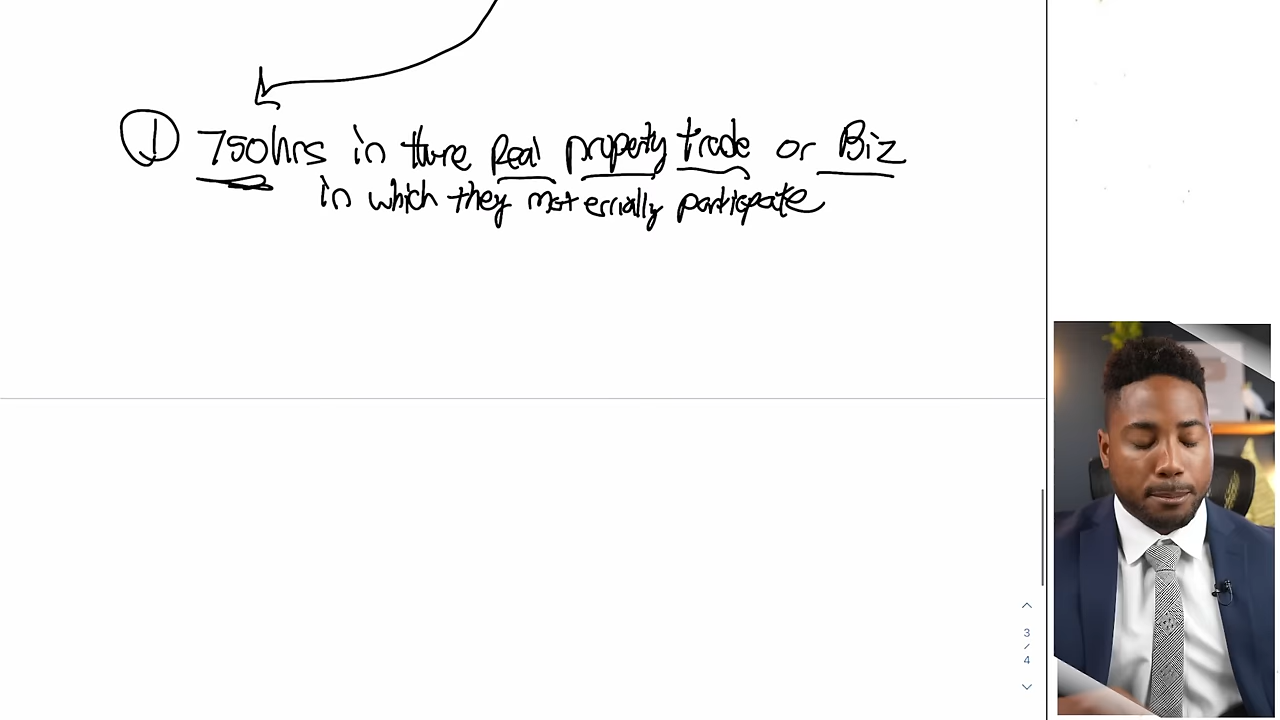 ① 750hrs in there Real property trade or Biz
in which they materially participate
3
/
4